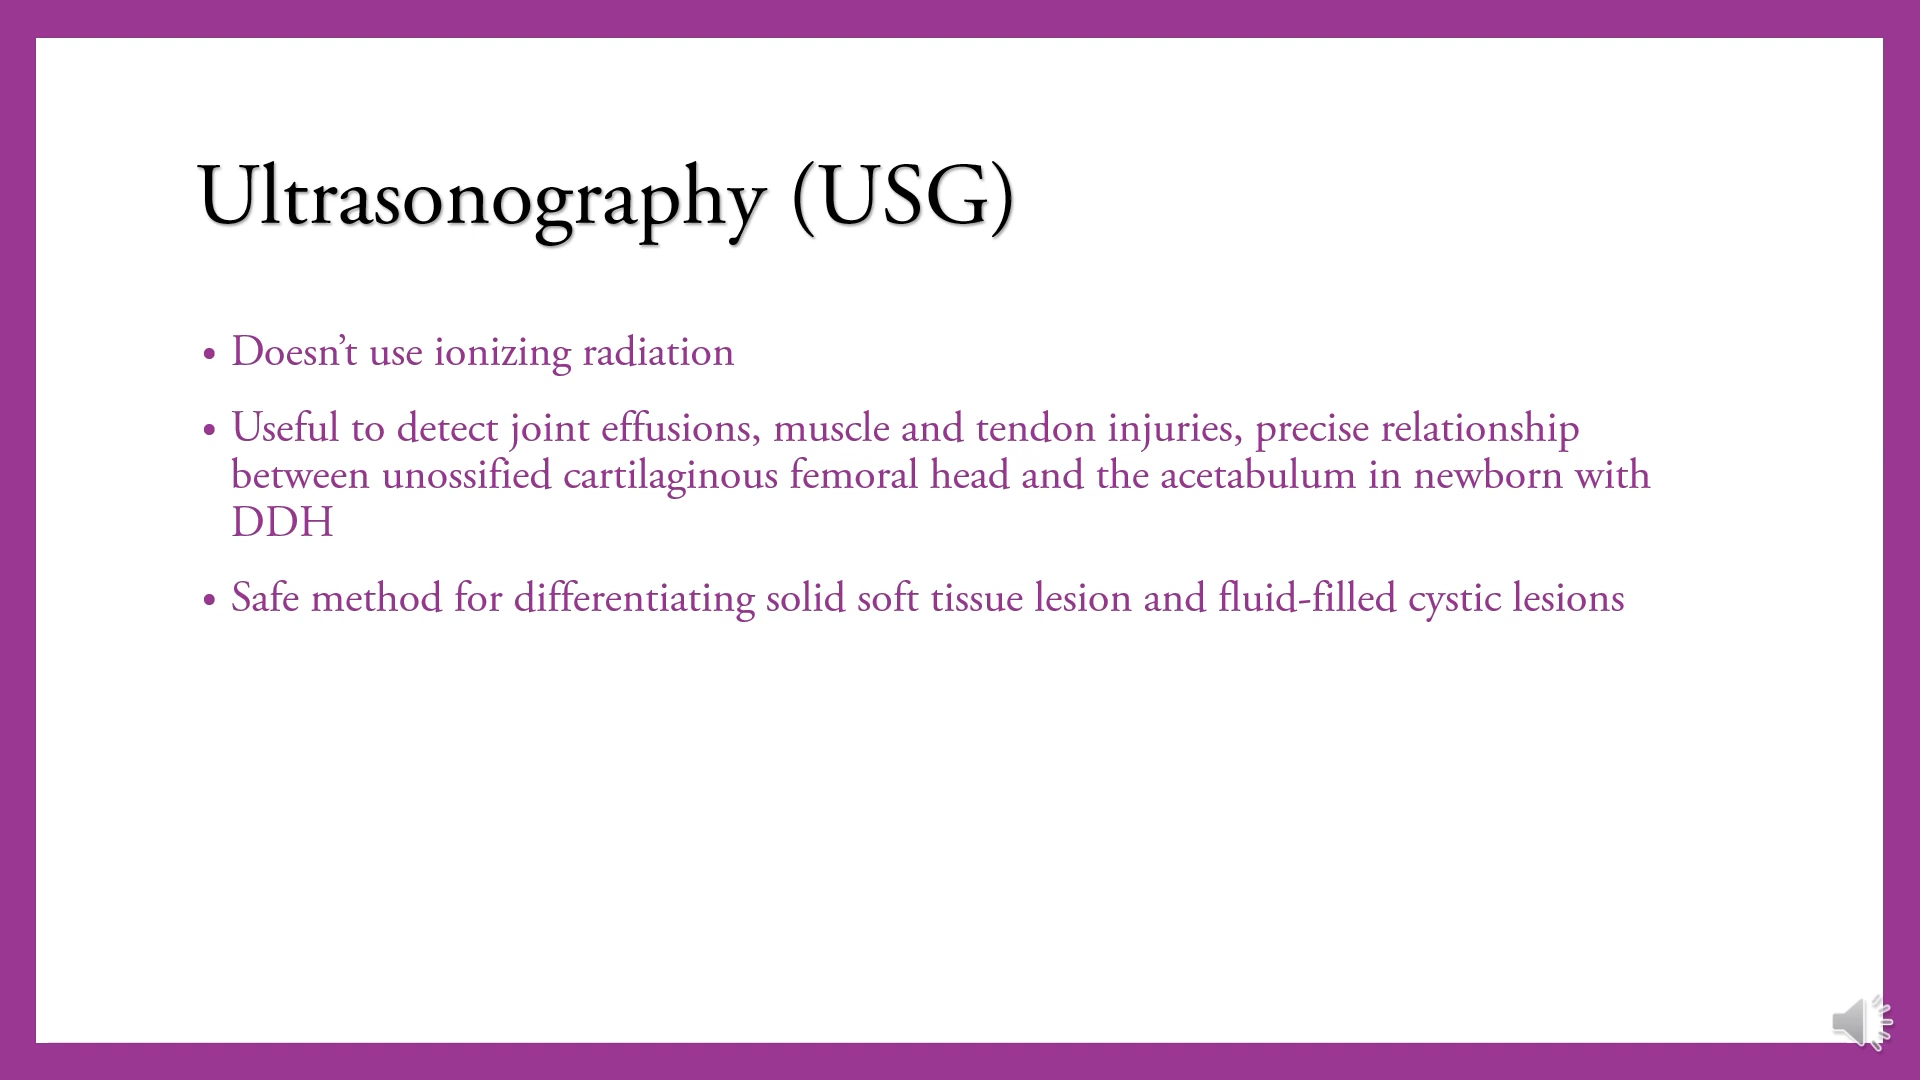 Ultrasonography (USG)
• Doesn’t use ionizing radiation
• Useful to detect joint effusions, muscle and tendon injuries, precise relationship
between unossified cartilaginous femoral head and the acetabulum in newborn with
DDH
• Safe method for differentiating solid soft tissue lesion and fluid-filled cystic lesions